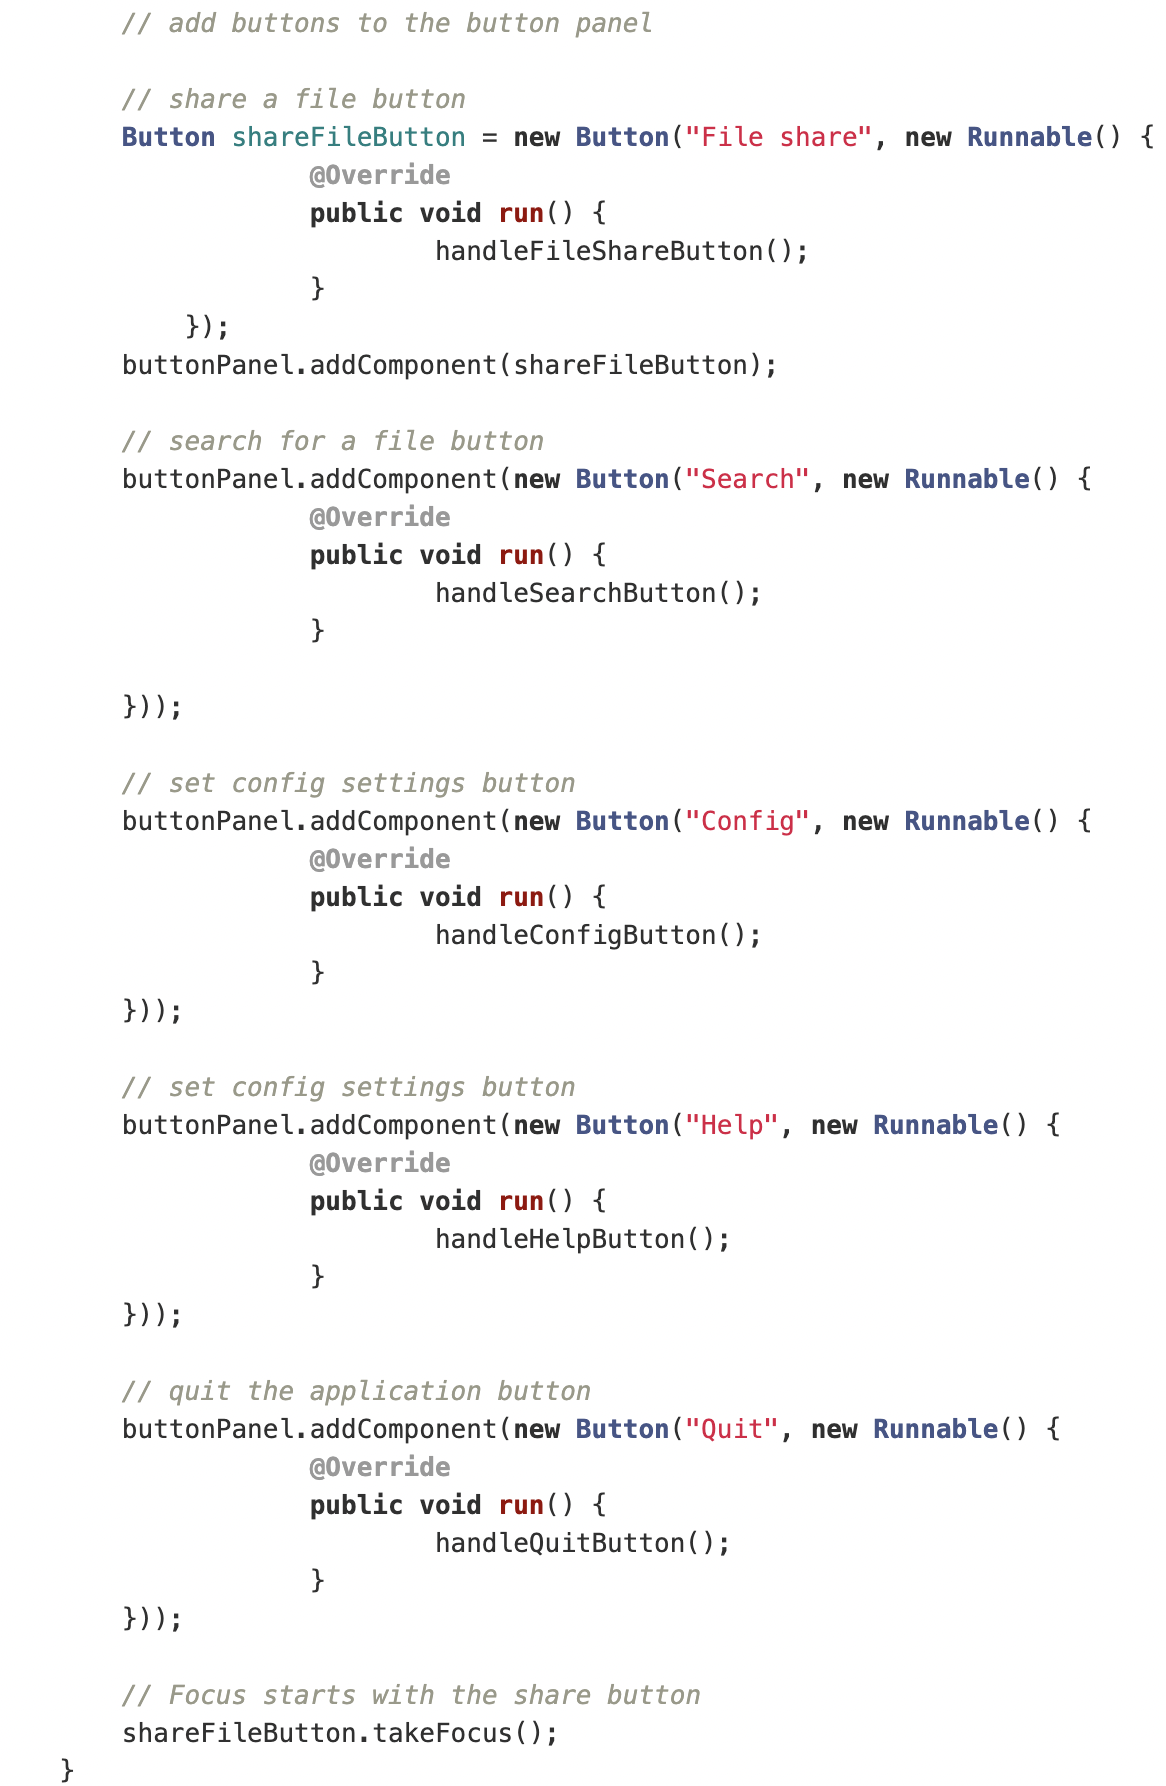 // add buttons to the button panel
// share a file button
Button shareFileButton = new Button("File share", new Runnable() {
@Override
public void run() {
handleFileShareButton();
}
});
buttonPanel.addComponent(shareFileButton);
// search for a file button
buttonPanel.addComponent(new Button("Search", new Runnable() {
@Override
public void run() {
handleSearchButton();
}
}));
// set config settings button
buttonPanel.addComponent(new Button("Config", new Runnable() {
@Override
public void run() {
handleConfigButton();
}
}));
// set config settings button
buttonPanel.addComponent(new Button("Help", new Runnable() {
@Override
public void run() {
handleHelpButton();
}
}));
// quit the application button
buttonPanel.addComponent(new Button("Quit", new Runnable() {
@Override
public void run() {
handleQuitButton();
}
}));
// Focus starts with the share button
shareFileButton.takeFocus();
}